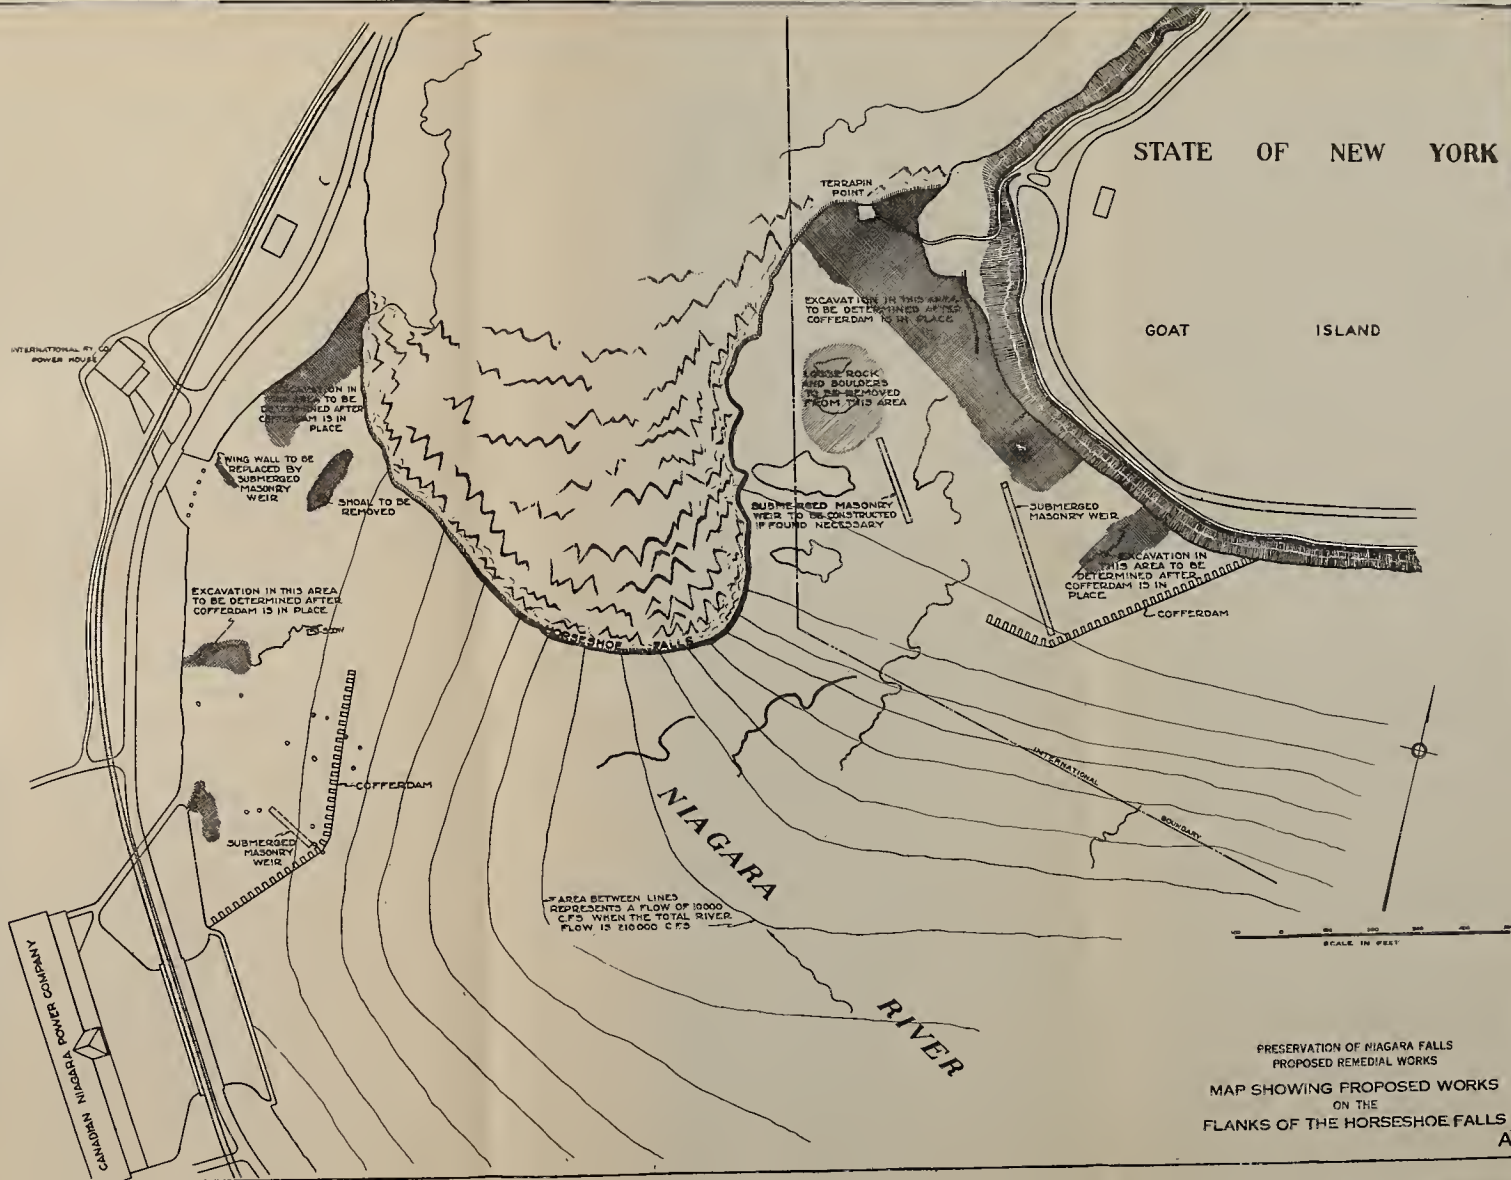 STATE OF NEW YORK
TERRAPIN
POINT
EXCAVATION IN THIS AREA
TO BE DETERMINED AFTER
COFFERDAM IS IN PLACE
GOAT ISLAND
INTERNATIONAL RY CO
POWER HOUSE
LOOSE ROCK
AND BOULDERS
TO BE REMOVED
FROM THIS AREA
EXCAVATION IN
THIS AREA TO BE
DETERMINED AFTER
COFFERDAM IS IN
PLACE
WING WALL TO BE
REPLACED BY
SUBMERGED
MASONRY
WEIR
SHOAL TO BE
REMOVED
SUBMERGED MASONRY
WEIR TO BE CONSTRUCTED
IF FOUND NECESSARY
SUBMERGED
MASONRY WEIR
EXCAVATION IN
THIS AREA TO BE
DETERMINED AFTER
COFFERDAM IS IN
PLACE
COFFERDAM
EXCAVATION IN THIS AREA
TO BE DETERMINED AFTER
COFFERDAM IS IN PLACE
HORSESHOE FALLS
INTERNATIONAL BOUNDARY
COFFERDAM
NIAGARA
SUBMERGED
MASONRY
WEIR
AREA BETWEEN LINES
REPRESENTS A FLOW OF 10000
C.F.S WHEN THE TOTAL RIVER
FLOW IS 210000 C F S
RIVER
SCALE IN FEET
CANADIAN NIAGARA POWER COMPANY
PRESERVATION OF NIAGARA FALLS
PROPOSED REMEDIAL WORKS
MAP SHOWING PROPOSED WORKS
ON THE
FLANKS OF THE HORSESHOE FALLS